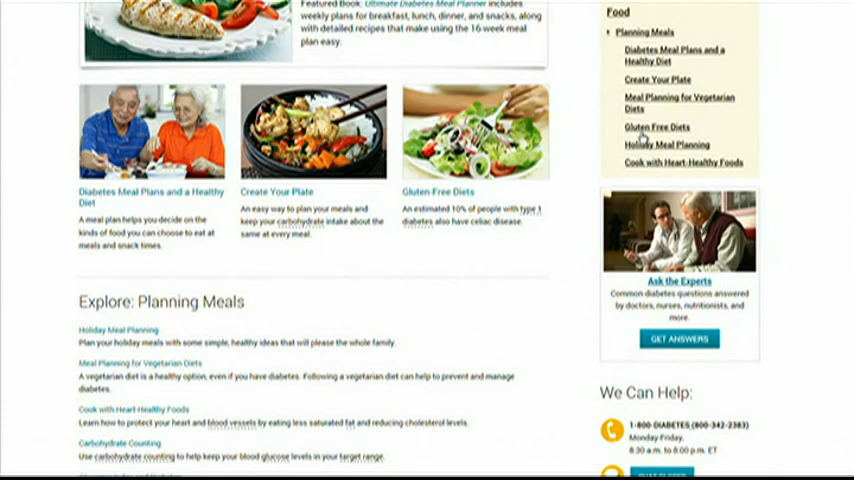 Featured Book: Ultimate Diabetes Meal Planner includes
weekly plans for breakfast, lunch, dinner, and snacks, along
with detailed recipes that make using the 16-week meal
plan easy.
Diabetes Meal Plans and a Healthy
Diet
A meal plan helps you decide on the
kinds of food you can choose to eat at
meals and snack times.
Create Your Plate
An easy way to plan your meals and
keep your carbohydrate intake about the
same at every meal.
Gluten-Free Diets
An estimated 10% of people with type 1
diabetes also have celiac disease.
Explore: Planning Meals
Holiday Meal Planning
Plan your holiday meals with some simple, healthy ideas that will please the whole family.
Meal Planning for Vegetarian Diets
A vegetarian diet is a healthy option, even if you have diabetes. Following a vegetarian diet can help to prevent and manage
diabetes.
Cook with Heart-Healthy Foods
Learn how to protect your heart and blood vessels by eating less saturated fat and reducing cholesterol levels.
Carbohydrate Counting
Use carbohydrate counting to help keep your blood glucose levels in your target range.
Food
Planning Meals
Diabetes Meal Plans and a
Healthy Diet
Create Your Plate
Meal Planning for Vegetarian
Diets
Gluten Free Diets
Holiday Meal Planning
Cook with Heart-Healthy Foods
Ask the Experts
Common diabetes questions answered
by doctors, nurses, nutritionists, and
more.
GET ANSWERS
We Can Help:
1-800-DIABETES (800-342-2383)
Monday-Friday,
8:30 a.m. to 8:00 p.m. ET